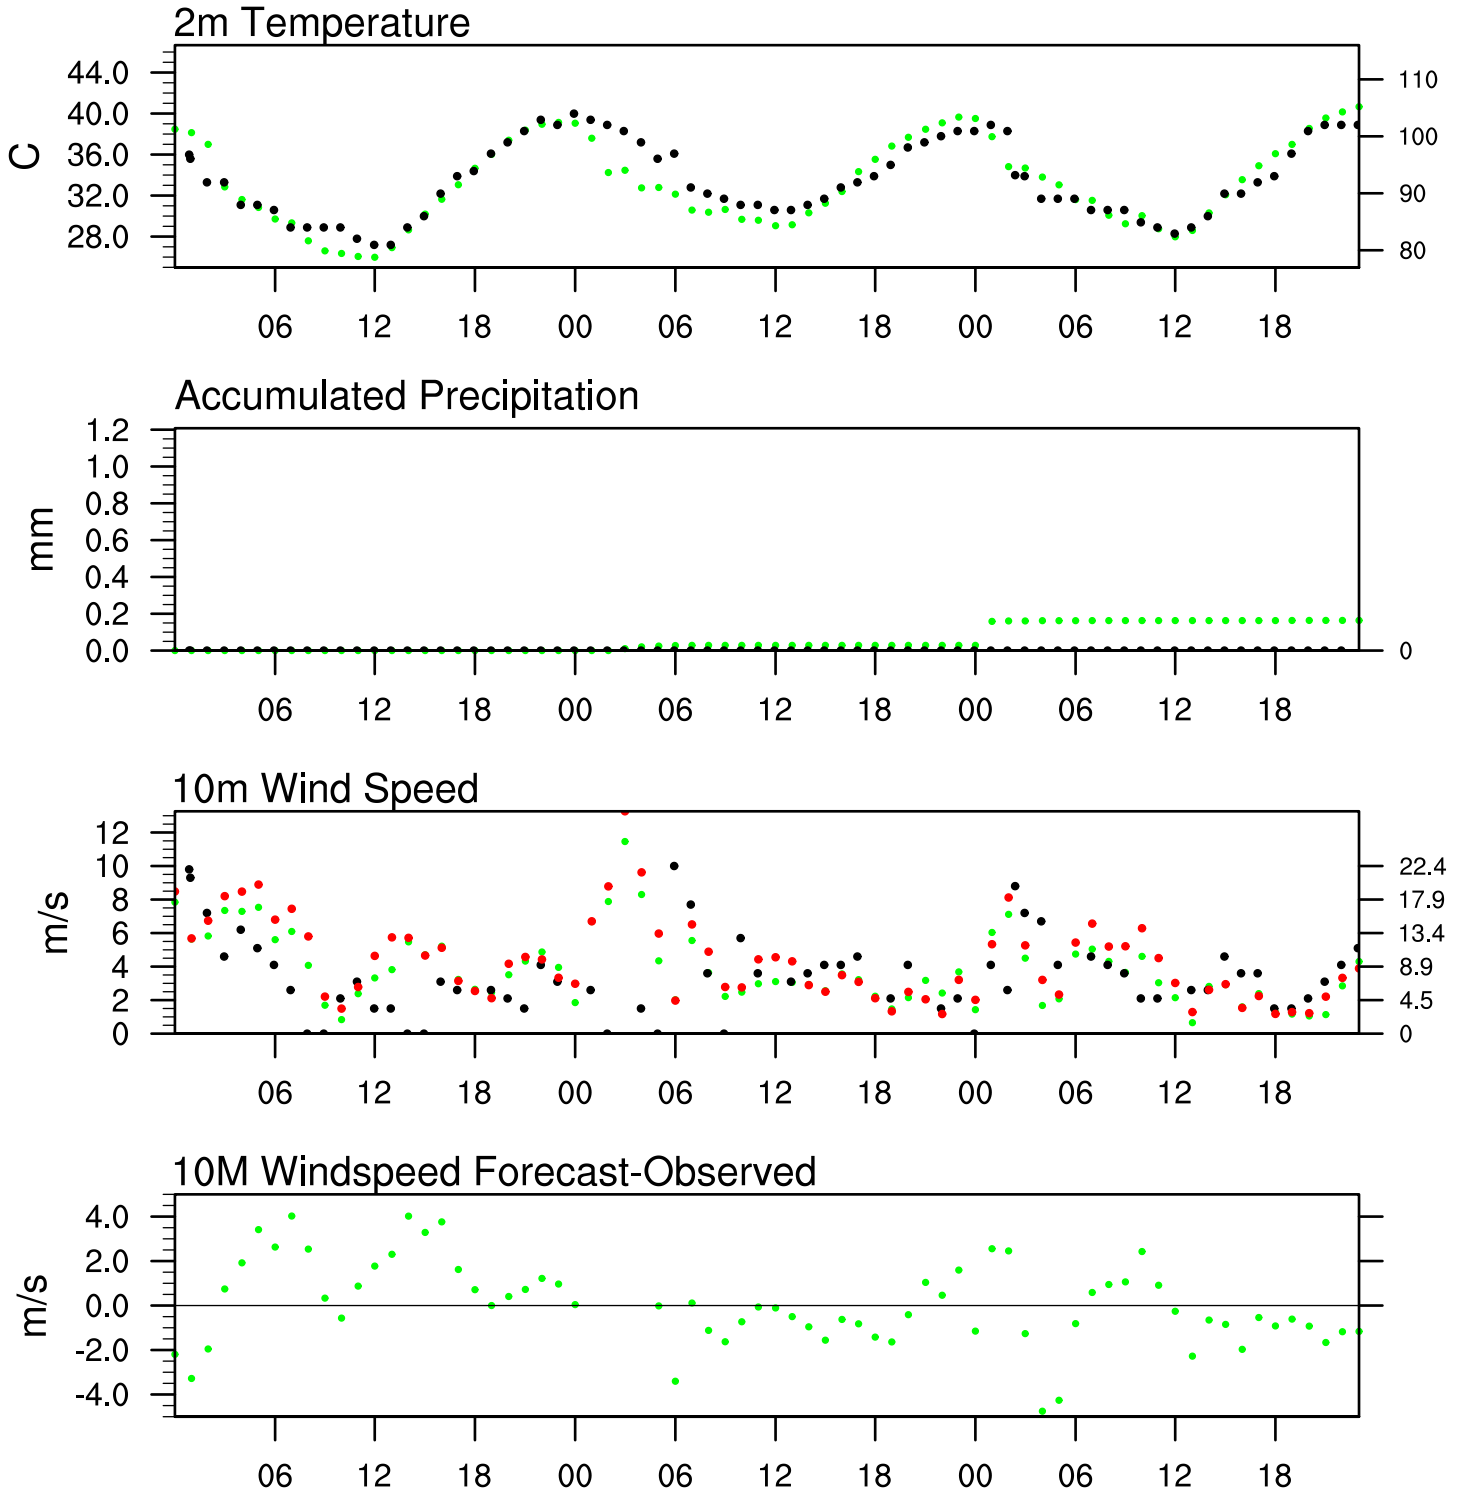 2m Temperature
44.0
40.0
36.0
32.0
28.0
C
110
100
90
80
06 12 18 00 06 12 18 00 06 12 18
Accumulated Precipitation
1.2
1.0
0.8
0.6
0.4
0.2
0.0
mm
0
06 12 18 00 06 12 18 00 06 12 18
10m Wind Speed
12
10
8
6
4
2
0
m/s
22.4
17.9
13.4
8.9
4.5
0
06 12 18 00 06 12 18 00 06 12 18
10M Windspeed Forecast-Observed
4.0
2.0
0.0
-2.0
-4.0
m/s
06 12 18 00 06 12 18 00 06 12 18